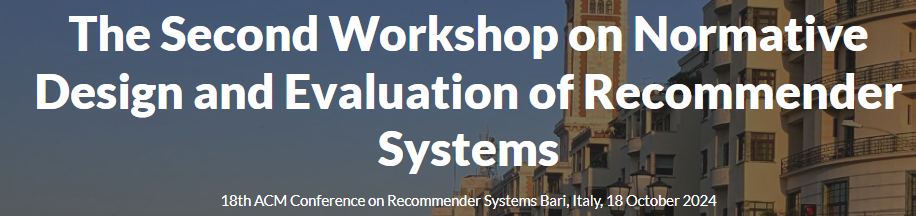 The Second Workshop on Normative
Design and Evaluation of Recommender
Systems
18th ACM Conference on Recommender Systems Bari, Italy, 18 October 2024